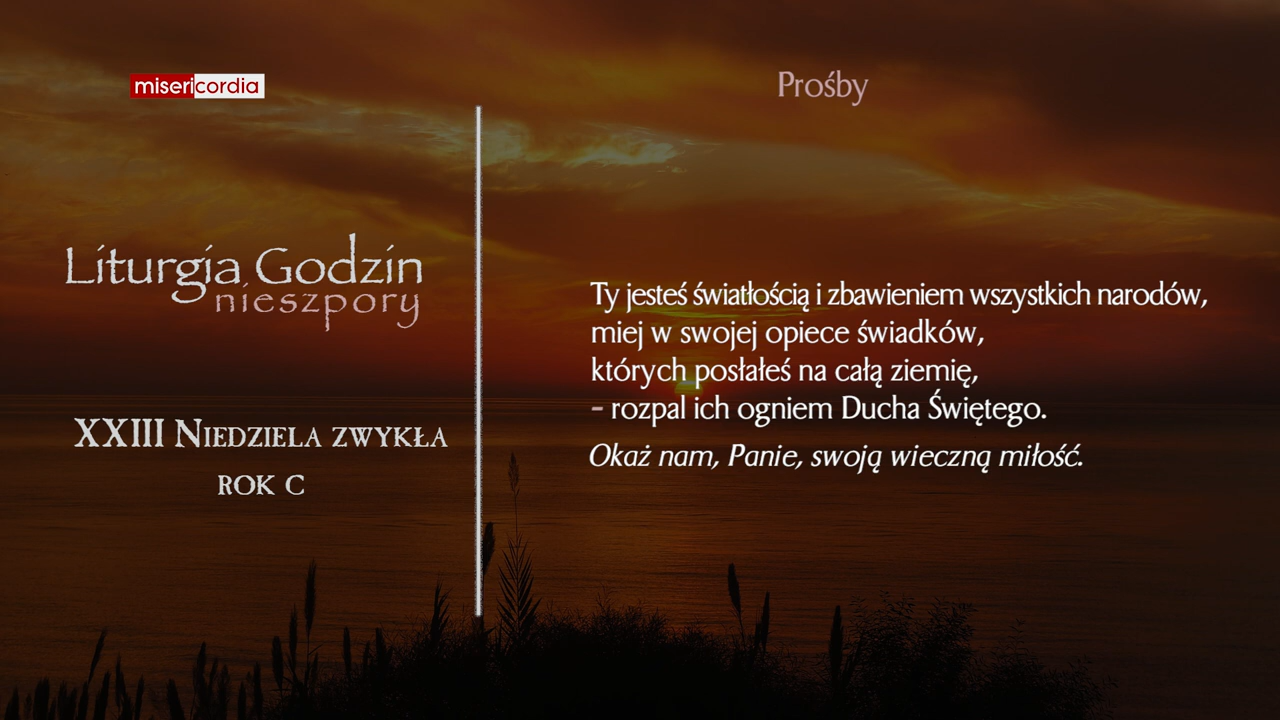 misericordia
Liturgia Godzin
nieszpory
XXIII Niedziela zwykła
rok C
Prośby
Ty jesteś światłością i zbawieniem wszystkich narodów,
miej w swojej opiece świadków,
których posłałeś na całą ziemię,
- rozpal ich ogniem Ducha Świętego.
Okaż nam, Panie, swoją wieczną miłość.